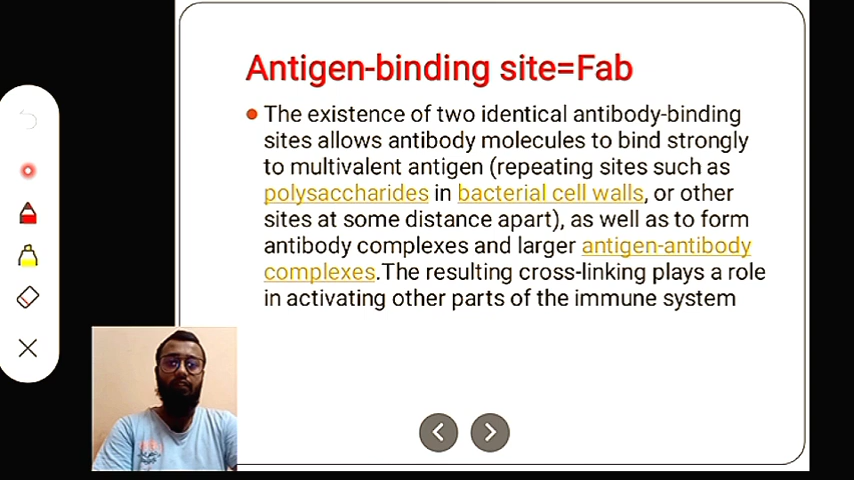 Antigen-binding site=Fab
The existence of two identical antibody-binding
sites allows antibody molecules to bind strongly
to multivalent antigen (repeating sites such as
polysaccharides in bacterial cell walls, or other
sites at some distance apart), as well as to form
antibody complexes and larger antigen-antibody
complexes.The resulting cross-linking plays a role
in activating other parts of the immune system